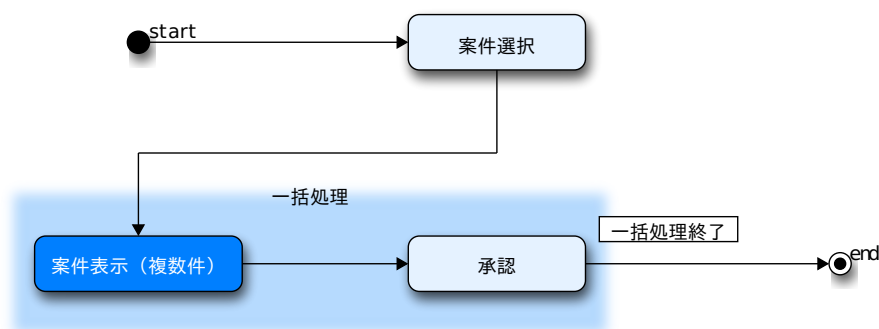 start
案件選択
一括処理
一括処理終了
案件表示（複数件）
承認
end